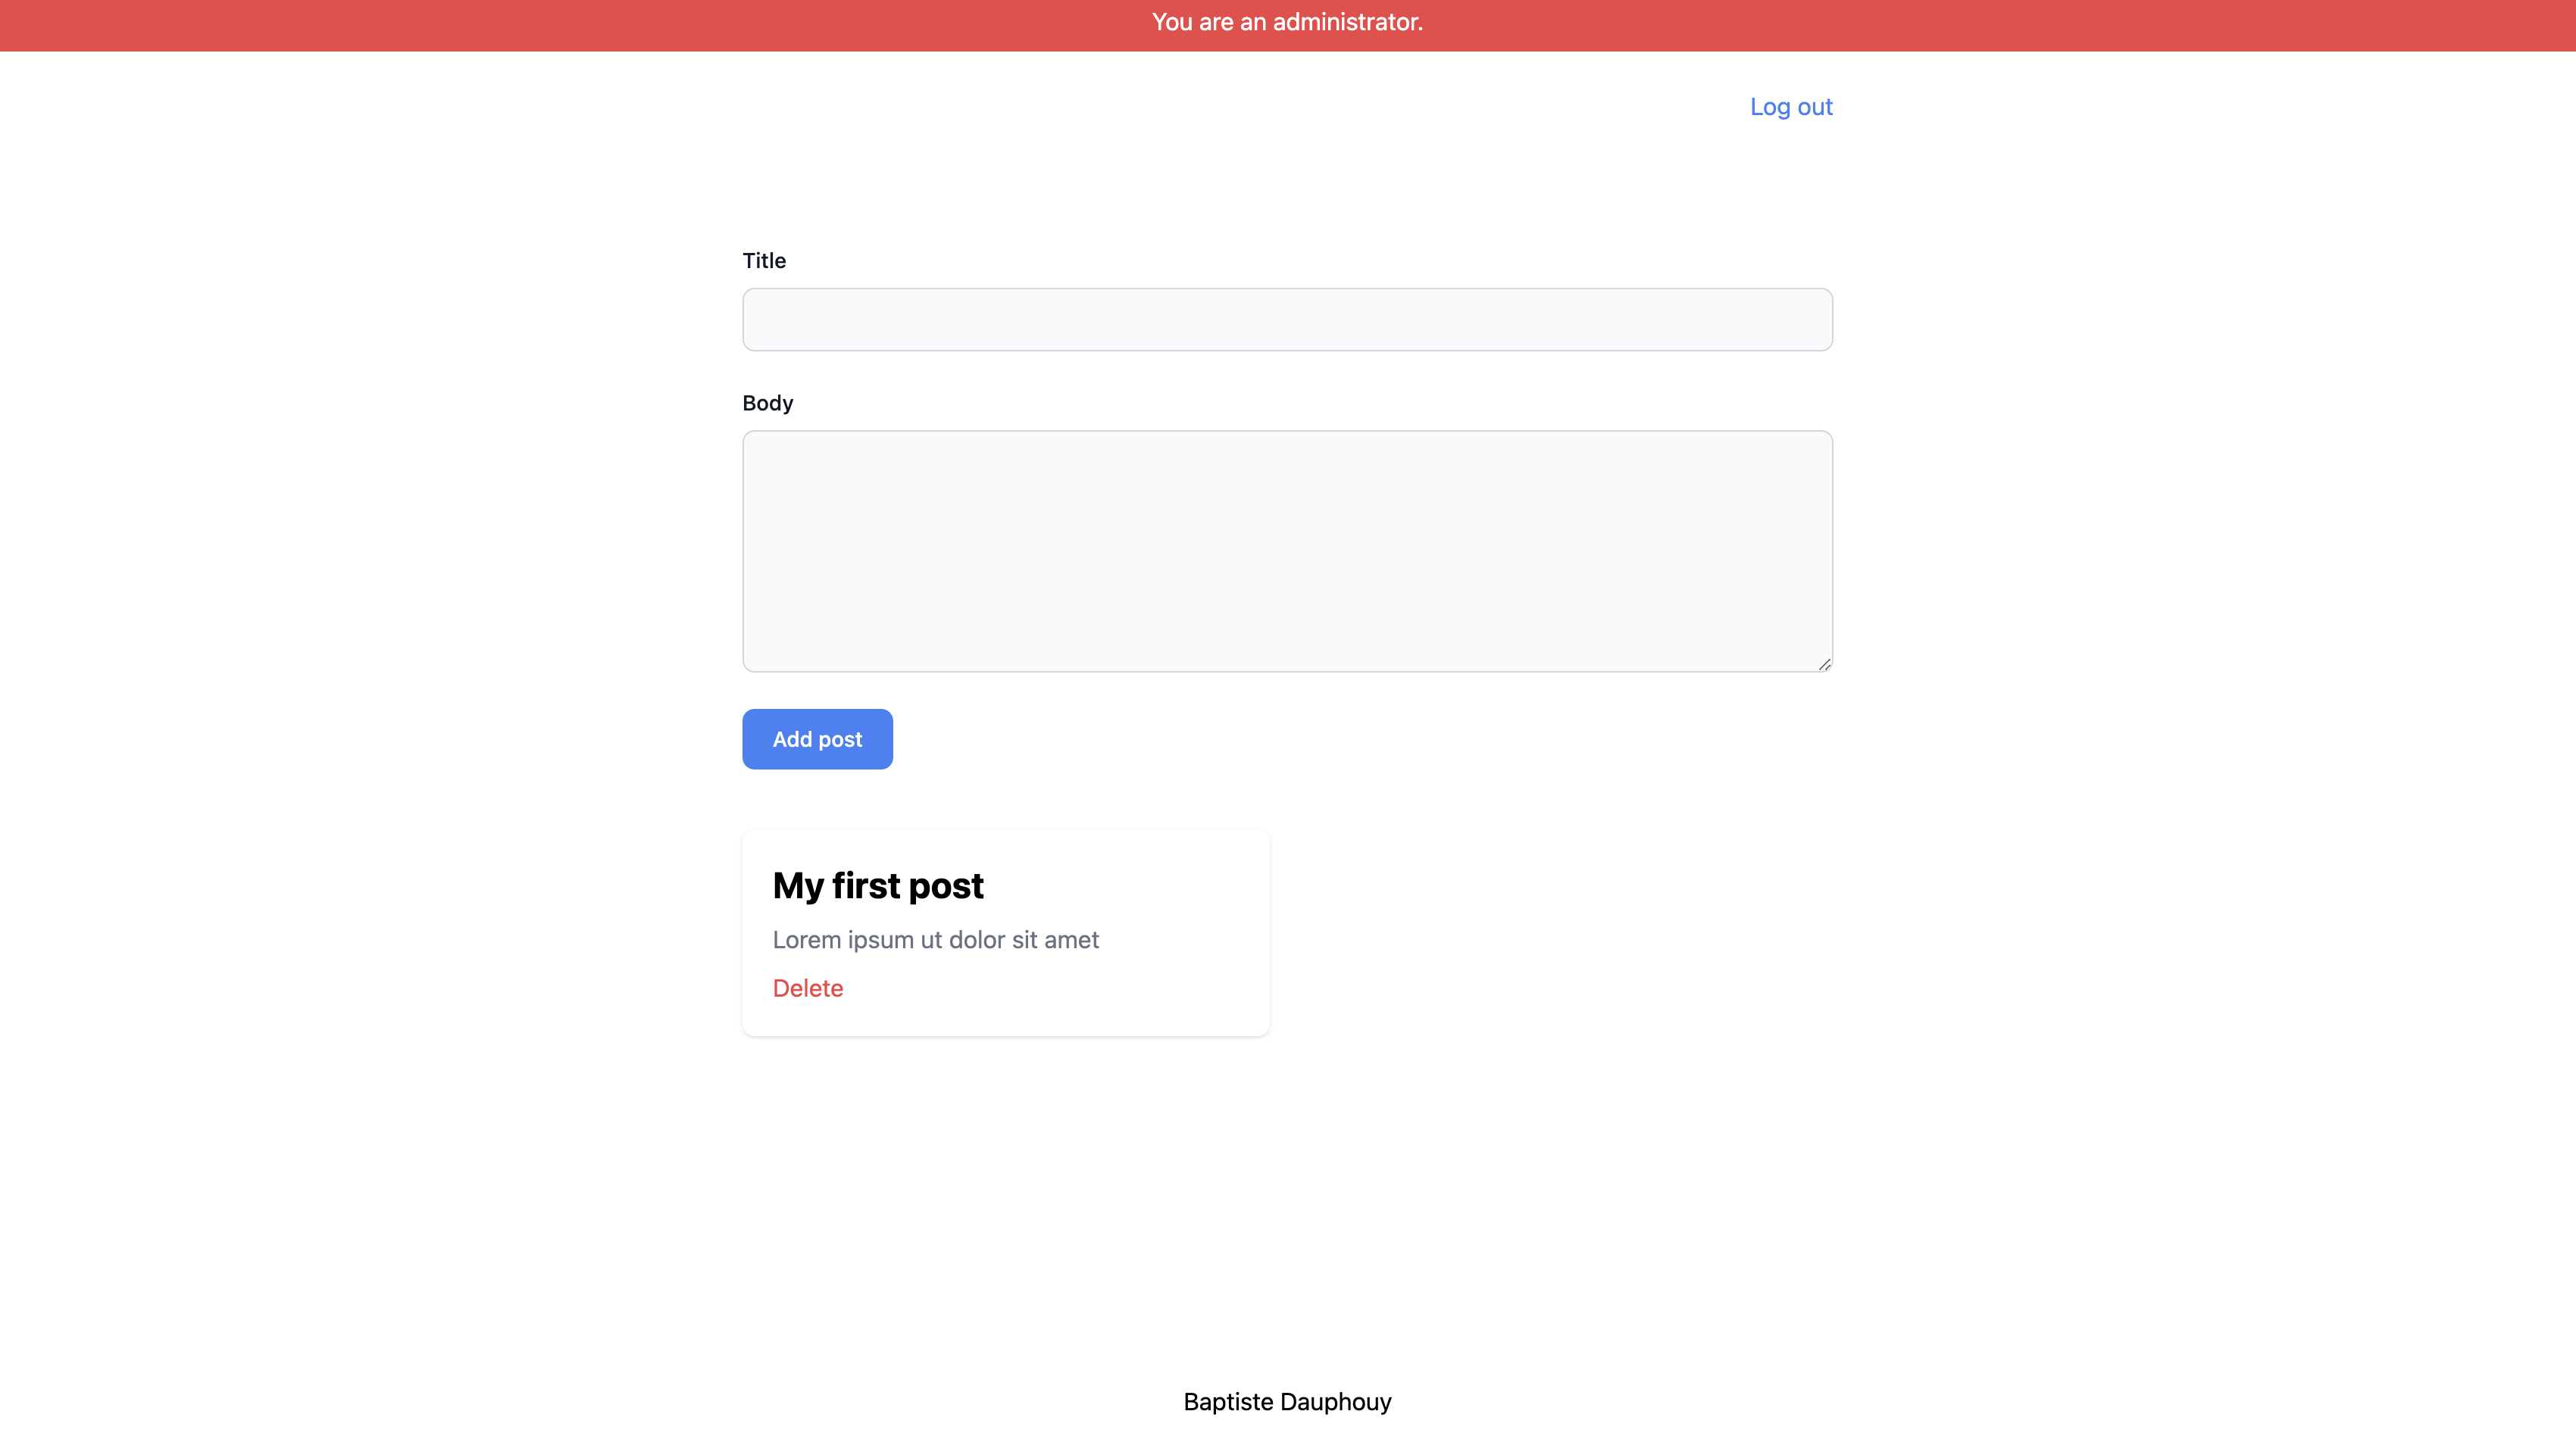 You are an administrator.
Log out
Title
Body
Add post
My first post
Lorem ipsum ut dolor sit amet
Delete
Baptiste Dauphouy